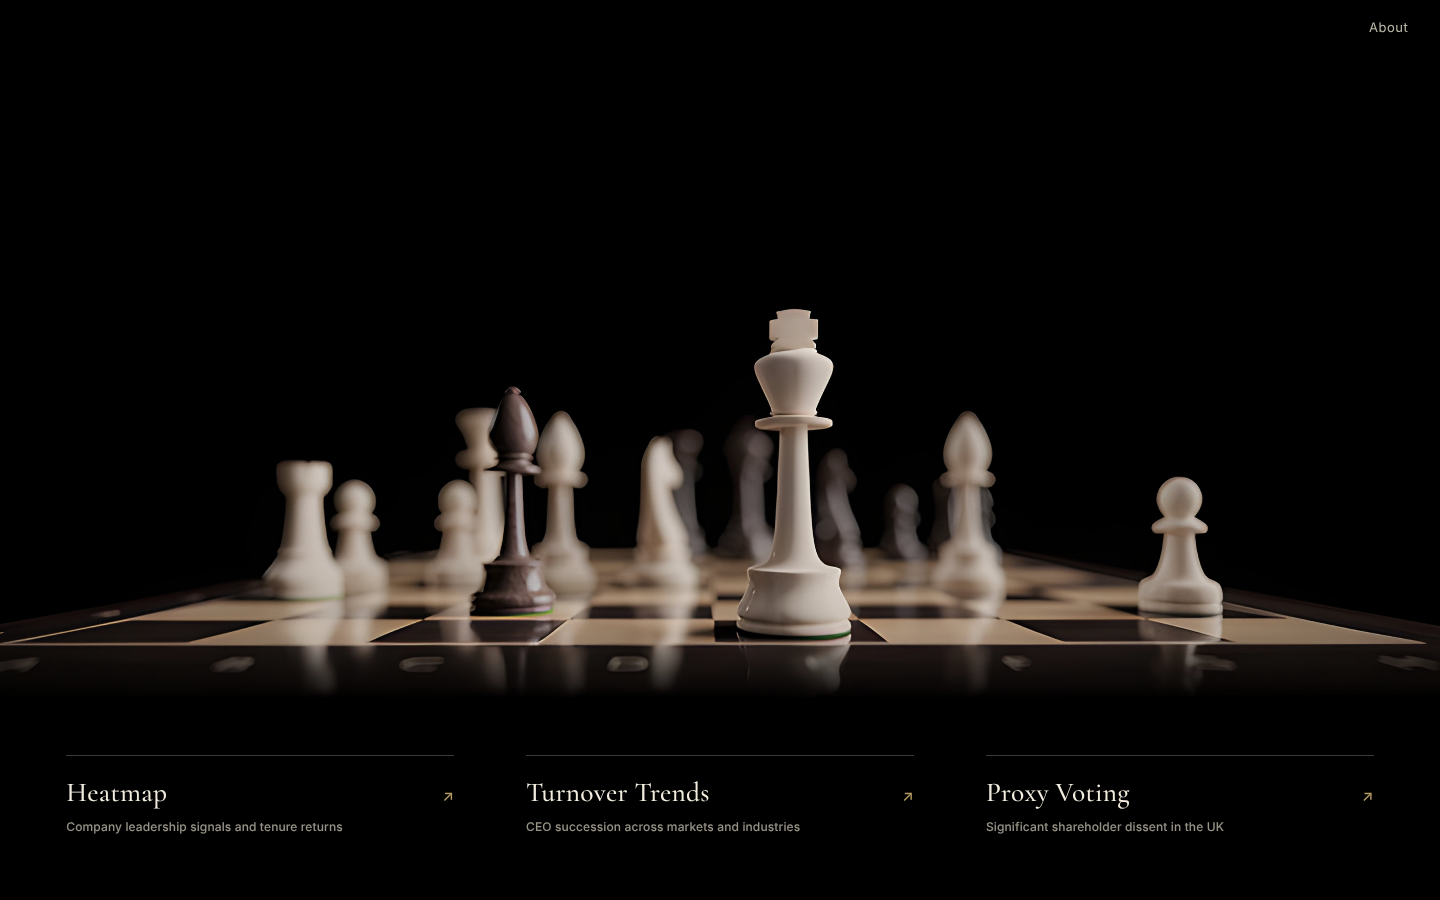 About
Heatmap
Company leadership signals and tenure returns
Turnover Trends
CEO succession across markets and industries
Proxy Voting
Significant shareholder dissent in the UK